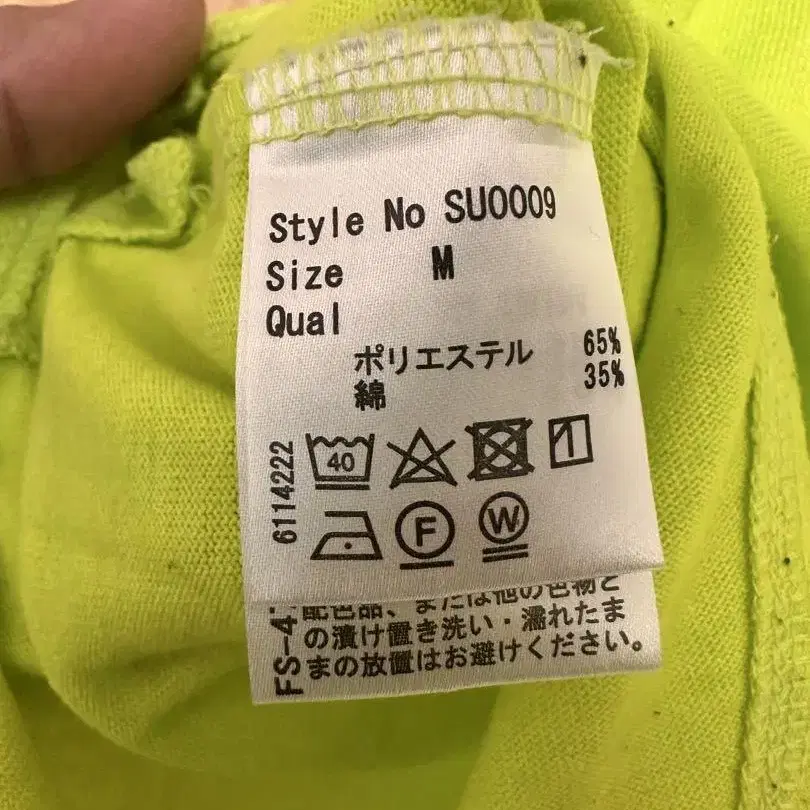 Style No SU0009
Size M
Qual
ポリエステル 65%
綿 35%
6114222
40
F
W
FS-4
配色品、または他の色物と
の漬け置き洗い・濡れたま
まの放置はお避けください。